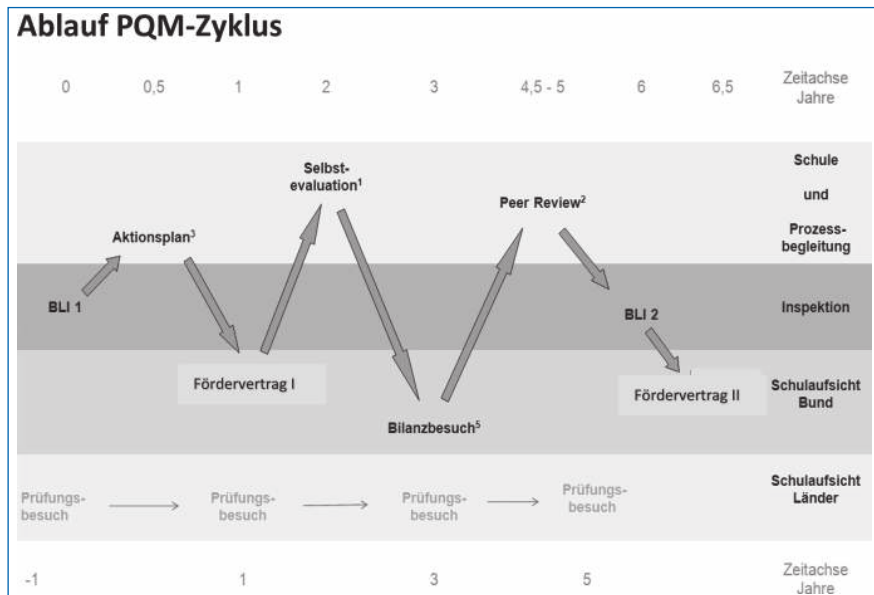 Ablauf PQM-Zyklus
0 0,5 1 2 3 4,5 - 5 6 6,5 Zeitachse
Jahre
Selbst-
evaluation¹
Schule
und
Prozess-
begleitung
Peer Review²
Aktionsplan³
BLI 1
BLI 2
Inspektion
Fördervertrag I
Fördervertrag II
Schulaufsicht
Bund
Bilanzbesuch⁵
Prüfungs-
besuch
Prüfungs-
besuch
Prüfungs-
besuch
Prüfungs-
besuch
Schulaufsicht
Länder
-1 1 3 5 Zeitachse
Jahre